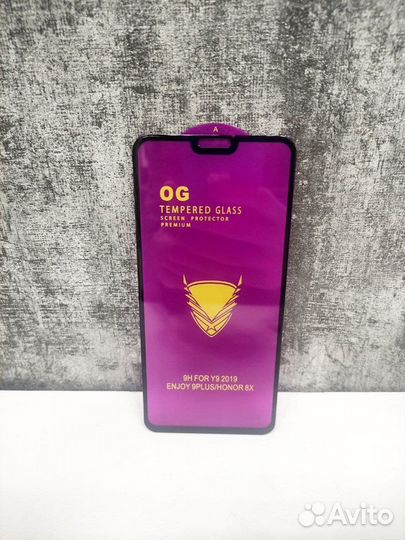 A
OG
TEMPERED GLASS
SCREEN PROTECTOR
PREMIUM
9H FOR Y9 2019
ENJOY 9PLUS/HONOR 8X
Avito